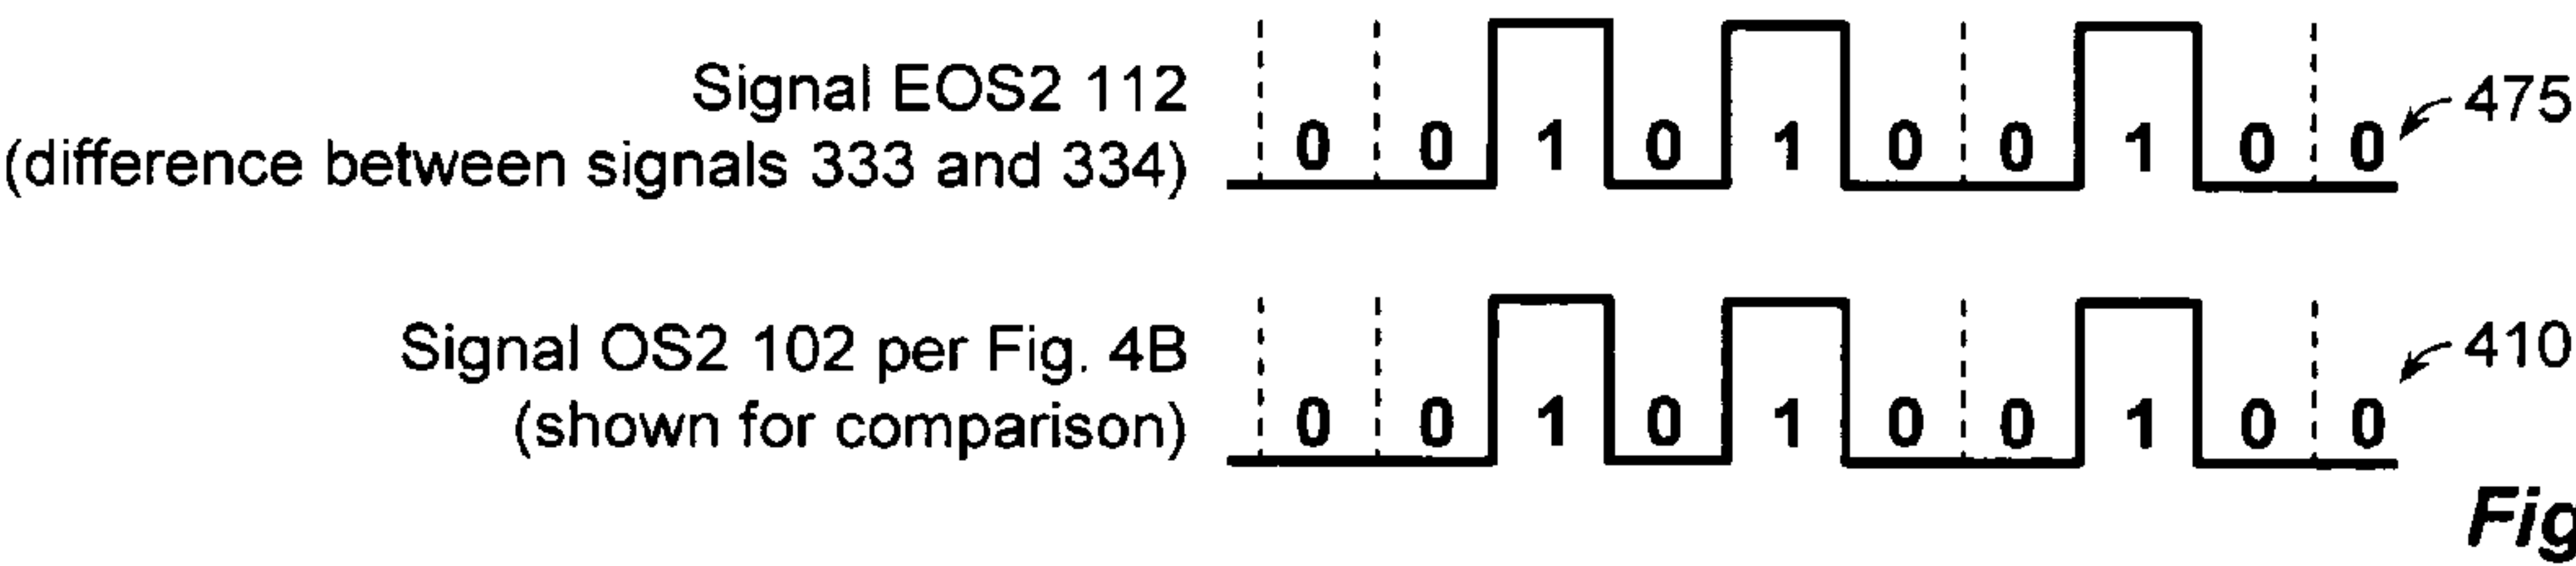 Signal EOS2 112
(difference between signals 333 and 334)
0 0 1 0 1 0 0 1 0 0
475
Signal OS2 102 per Fig. 4B
(shown for comparison)
0 0 1 0 1 0 0 1 0 0
410
Fig